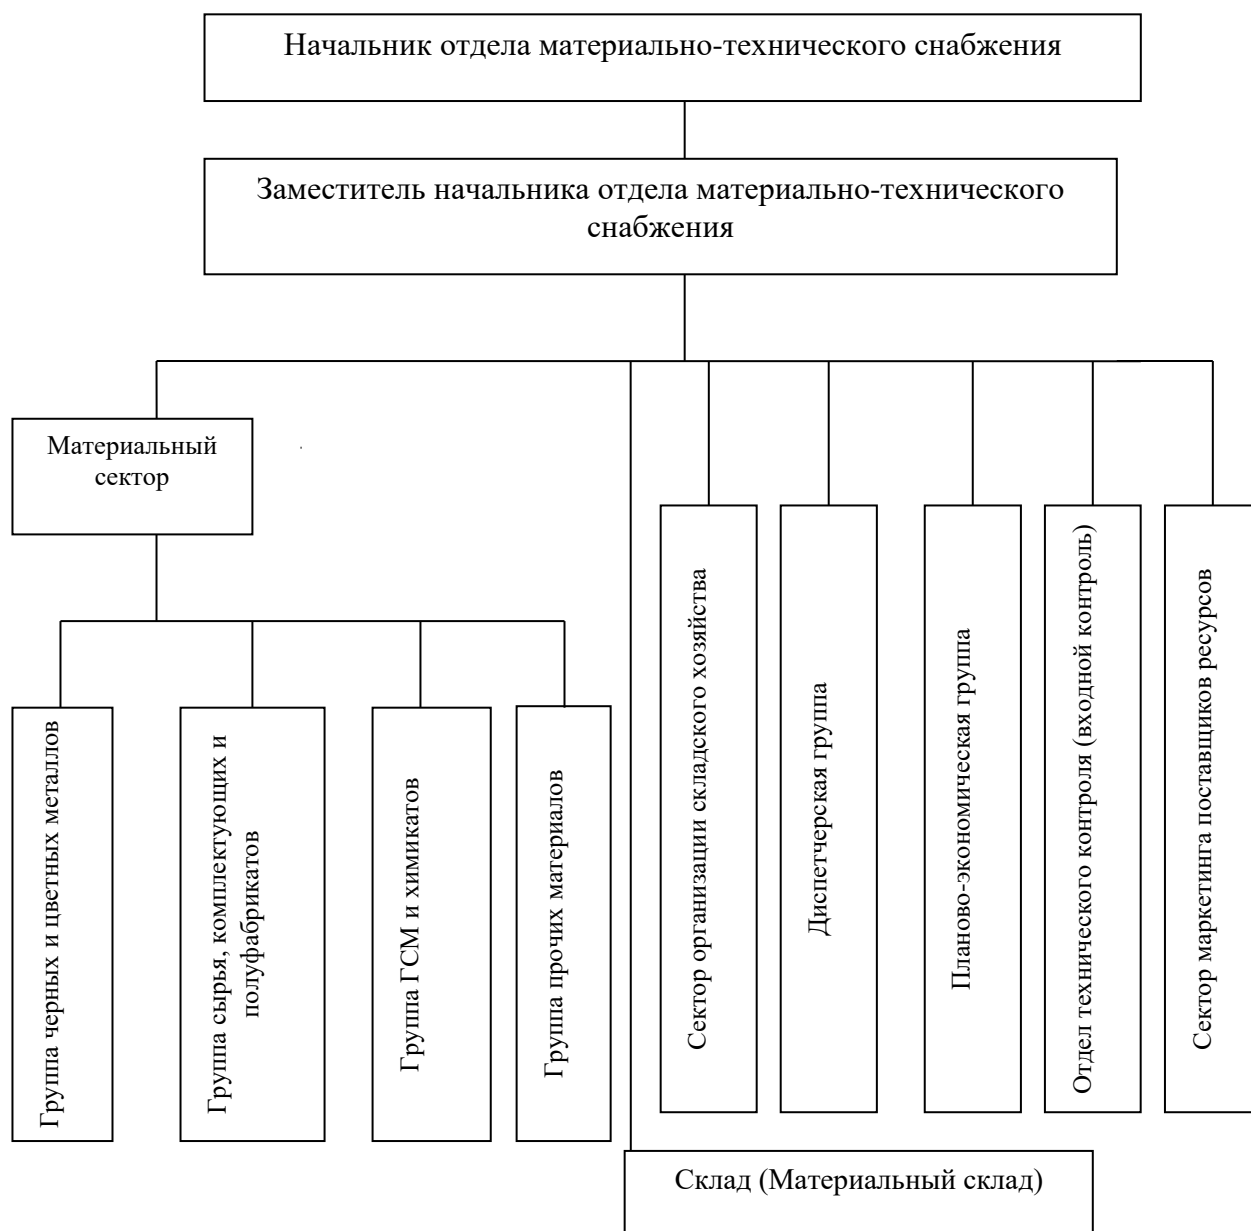 Начальник отдела материально-технического снабжения
Заместитель начальника отдела материально-технического
снабжения
Материальный
сектор
Группа черных и цветных металлов
Группа сырья, комплектующих и
полуфабрикатов
Группа ГСМ и химикатов
Группа прочих материалов
Сектор организации складского хозяйства
Диспетчерская группа
Планово-экономическая группа
Отдел технического контроля (входной контроль)
Сектор маркетинга поставщиков ресурсов
Склад (Материальный склад)